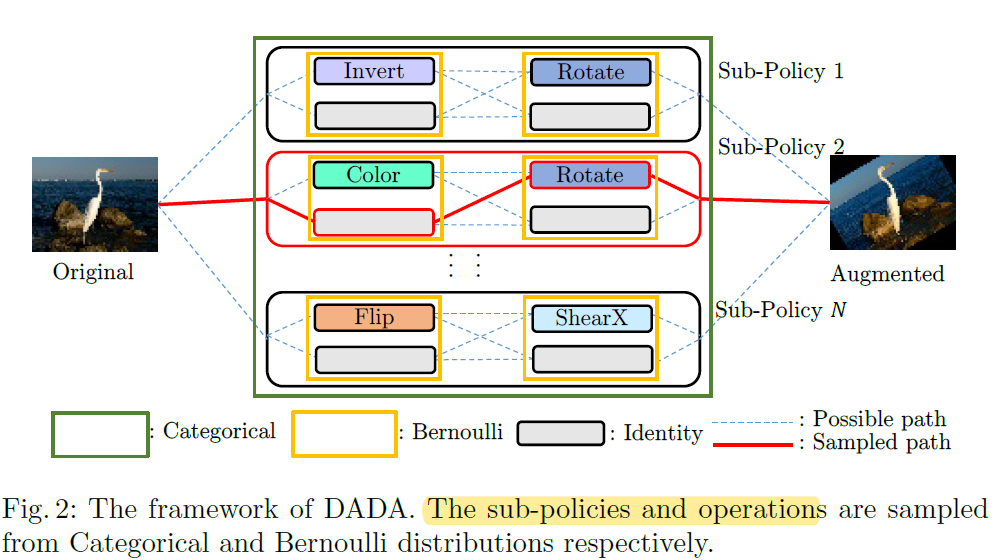 Invert Rotate Sub-Policy 1
Sub-Policy 2
Color Rotate
Original Augmented
⋮ ⋮
Flip ShearX Sub-Policy N
: Categorical : Bernoulli : Identity : Possible path
: Sampled path
Fig. 2: The framework of DADA. The sub-policies and operations are sampled
from Categorical and Bernoulli distributions respectively.